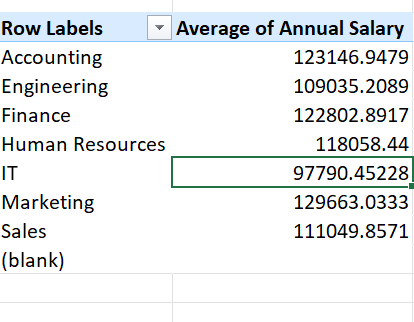 Row Labels Average of Annual Salary
Accounting 123146.9479
Engineering 109035.2089
Finance 122802.8917
Human Resources 118058.44
IT 97790.45228
Marketing 129663.0333
Sales 111049.8571
(blank)